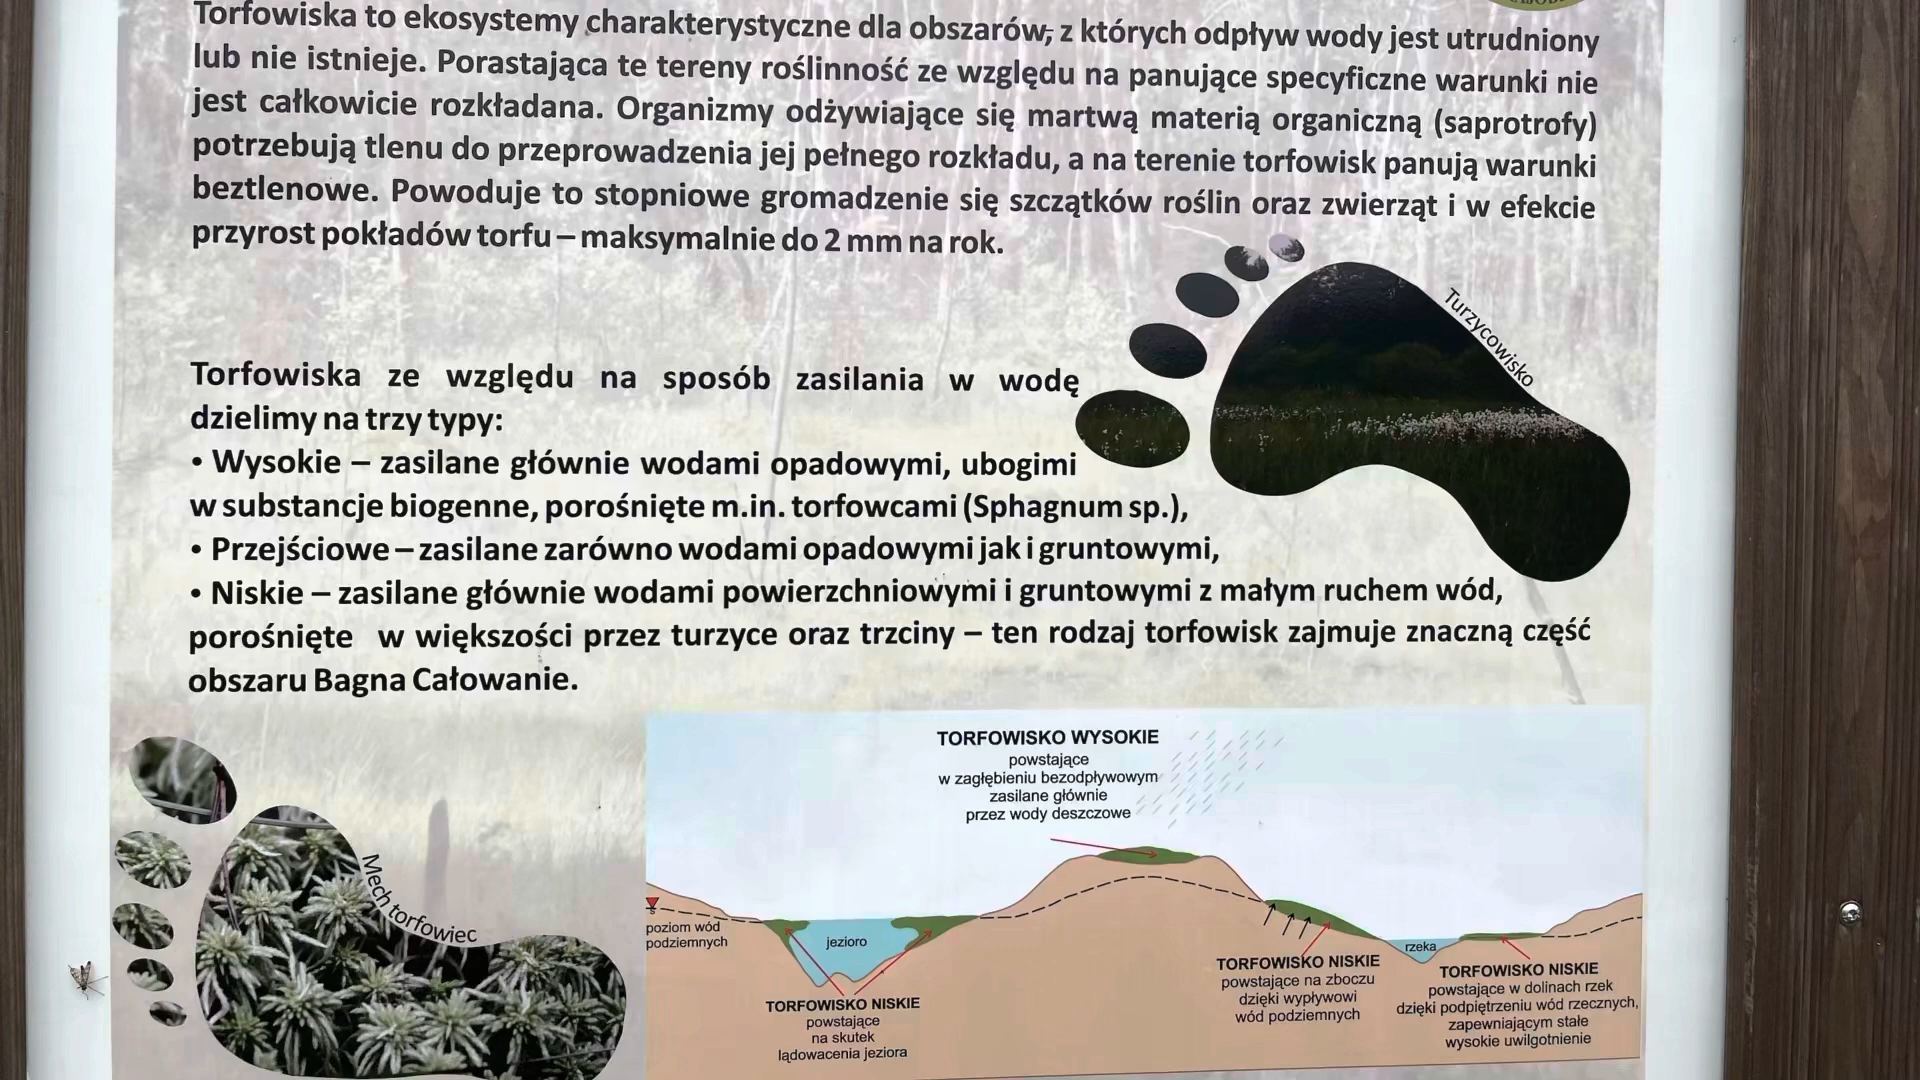 Torfowiska to ekosystemy charakterystyczne dla obszarów, z których odpływ wody jest utrudniony
lub nie istnieje. Porastająca te tereny roślinność ze względu na panujące specyficzne warunki nie
jest całkowicie rozkładana. Organizmy odżywiające się martwą materią organiczną (saprotrofy)
potrzebują tlenu do przeprowadzenia jej pełnego rozkładu, a na terenie torfowisk panują warunki
beztlenowe. Powoduje to stopniowe gromadzenie się szczątków roślin oraz zwierząt i w efekcie
przyrost pokładów torfu – maksymalnie do 2 mm na rok.
Turzycowisko
Torfowiska ze względu na sposób zasilania w wodę
dzielimy na trzy typy:
• Wysokie – zasilane głównie wodami opadowymi, ubogimi
w substancje biogenne, porośnięte m.in. torfowcami (Sphagnum sp.),
• Przejściowe – zasilane zarówno wodami opadowymi jak i gruntowymi,
• Niskie – zasilane głównie wodami powierzchniowymi i gruntowymi z małym ruchem wód,
porośnięte w większości przez turzyce oraz trzciny – ten rodzaj torfowisk zajmuje znaczną część
obszaru Bagna Całowanie.
Mech torfowiec
TORFOWISKO WYSOKIE
powstające
w zagłębieniu bezodpływowym
zasilane głównie
przez wody deszczowe
poziom wód
podziemnych
jezioro
rzeka
TORFOWISKO NISKIE
powstające
na skutek
lądowacenia jeziora
TORFOWISKO NISKIE
powstające na zboczu
dzięki wypływowi
wód podziemnych
TORFOWISKO NISKIE
powstające w dolinach rzek
dzięki podpiętrzeniu wód rzecznych,
zapewniającym stałe
wysokie uwilgotnienie